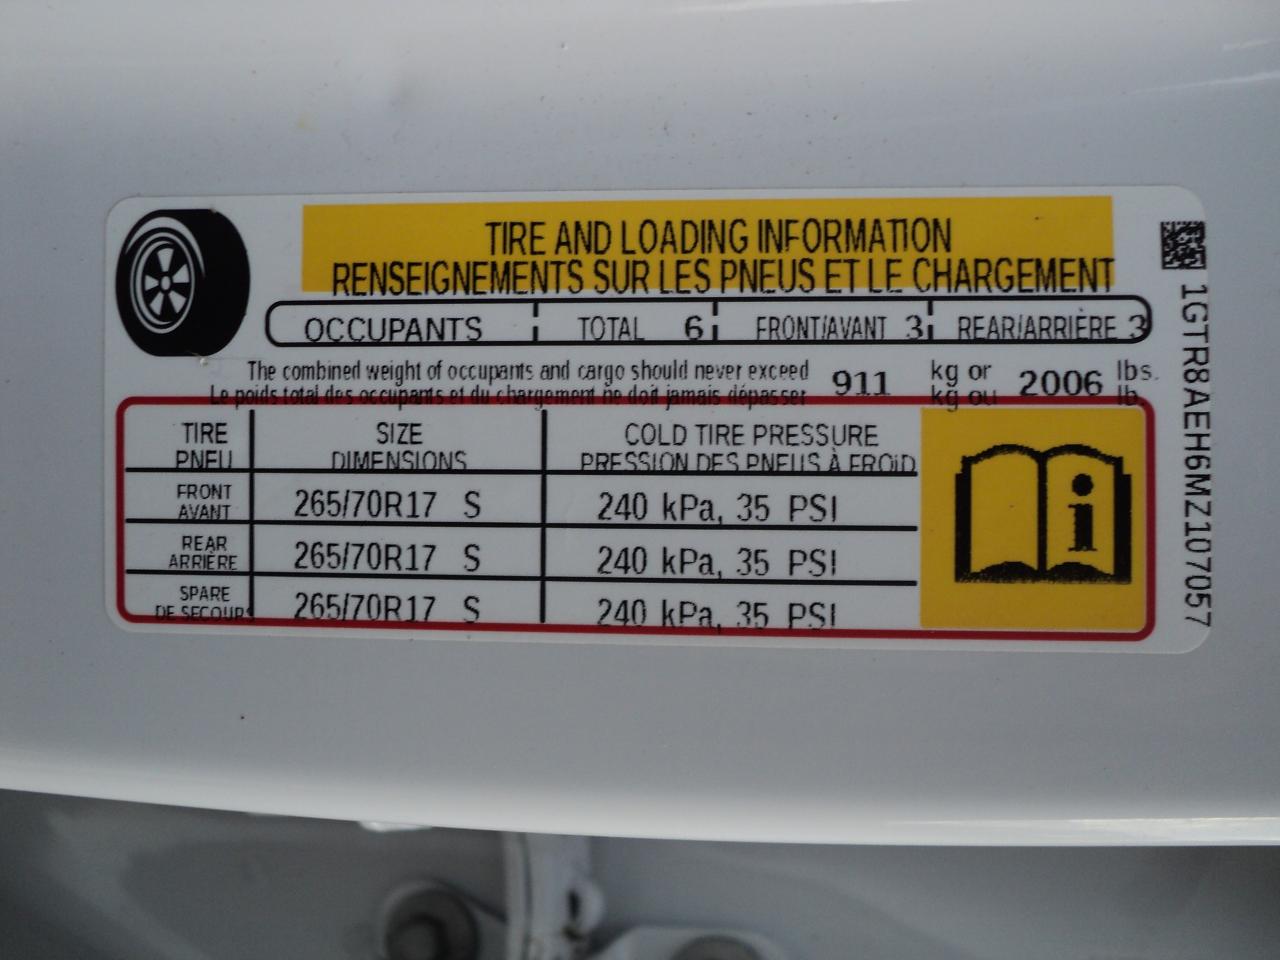 TIRE AND LOADING INFORMATION
RENSEIGNEMENTS SUR LES PNEUS ET LE CHARGEMENT
OCCUPANTS TOTAL 6 FRONT/AVANT 3 REAR/ARRIÈRE 3
The combined weight of occupants and cargo should never exceed 911 kg or 2006 lbs.
Le poids total des occupants et du chargement ne doit jamais dépasser kg ou lb.
TIRE SIZE COLD TIRE PRESSURE
PNEU DIMENSIONS PRESSION DES PNEUS À FROID
FRONT
AVANT 265/70R17 S 240 kPa, 35 PSI
REAR
ARRIÈRE 265/70R17 S 240 kPa, 35 PSI
SPARE
DE SECOURS 265/70R17 S 240 kPa, 35 PSI
i
1GTR8AEH6MZ107057